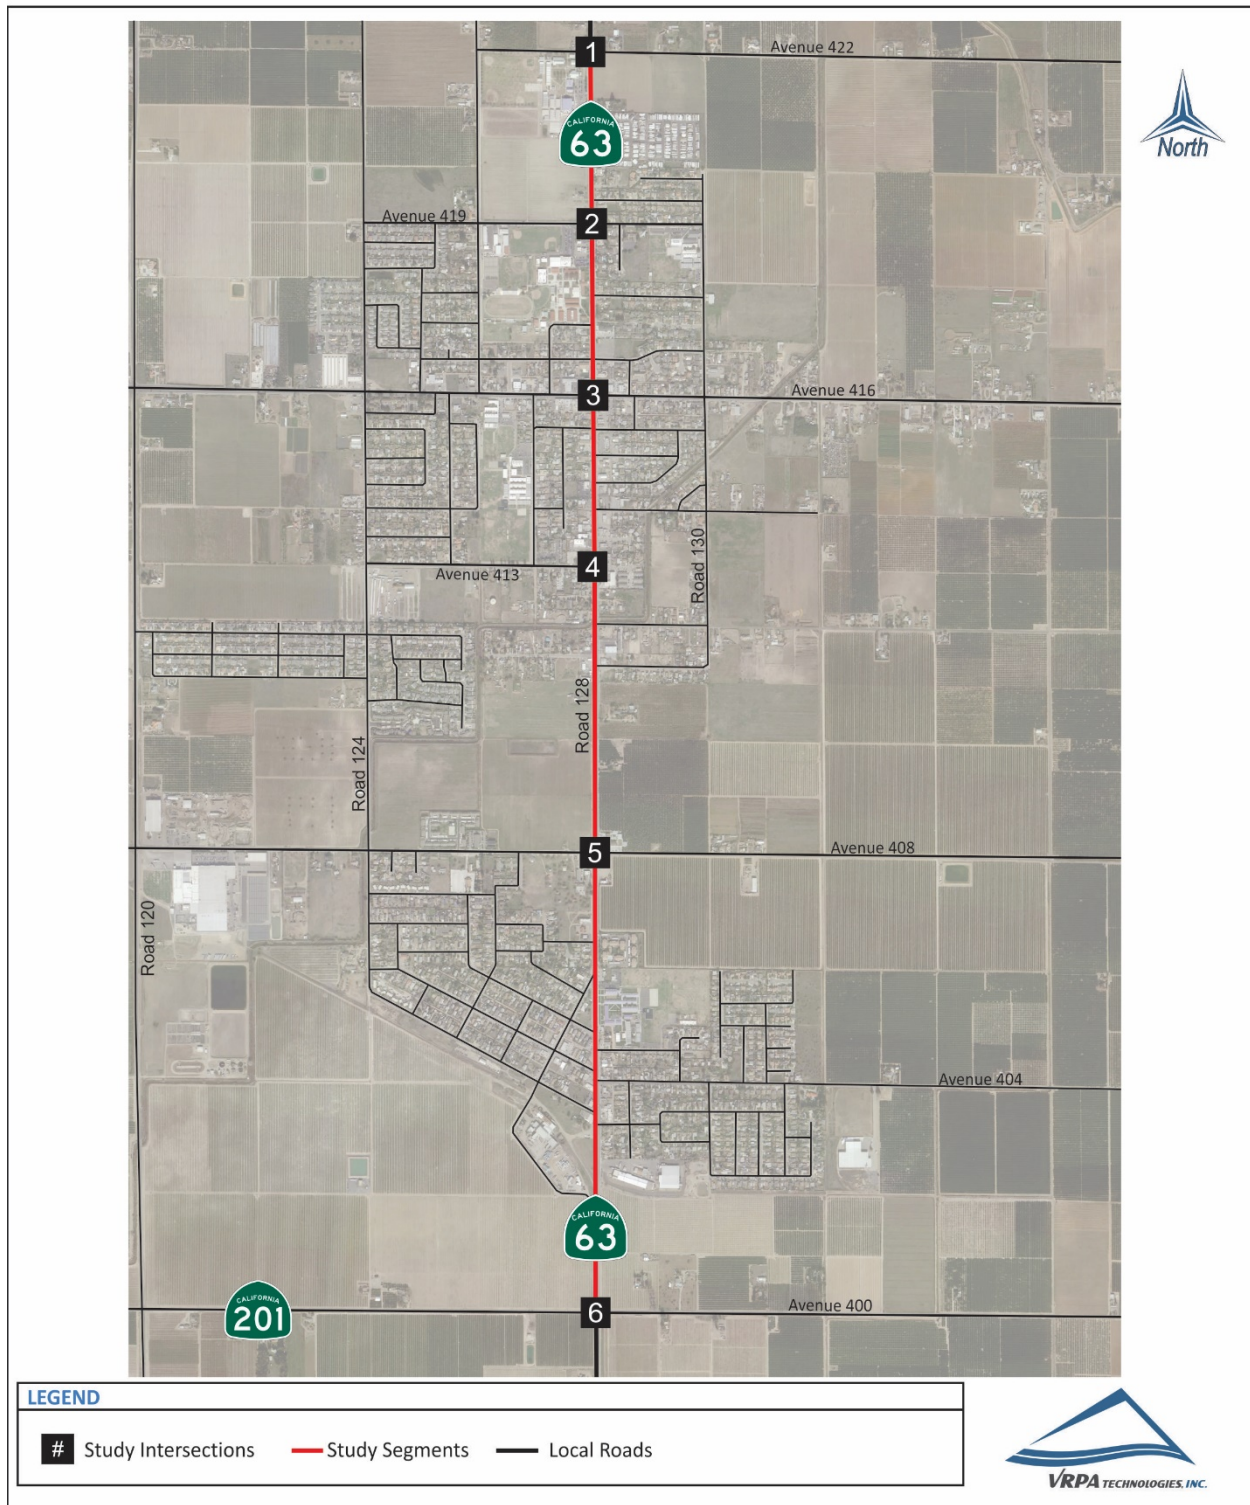 1
Avenue 422
CALIFORNIA
63
North
Avenue 419
2
3
Avenue 416
4
Avenue 413
Road 130
Road 128
Road 124
5
Avenue 408
Road 120
Avenue 404
CALIFORNIA
63
CALIFORNIA
201
6
Avenue 400
LEGEND
# Study Intersections Study Segments Local Roads
VRPA TECHNOLOGIES, INC.